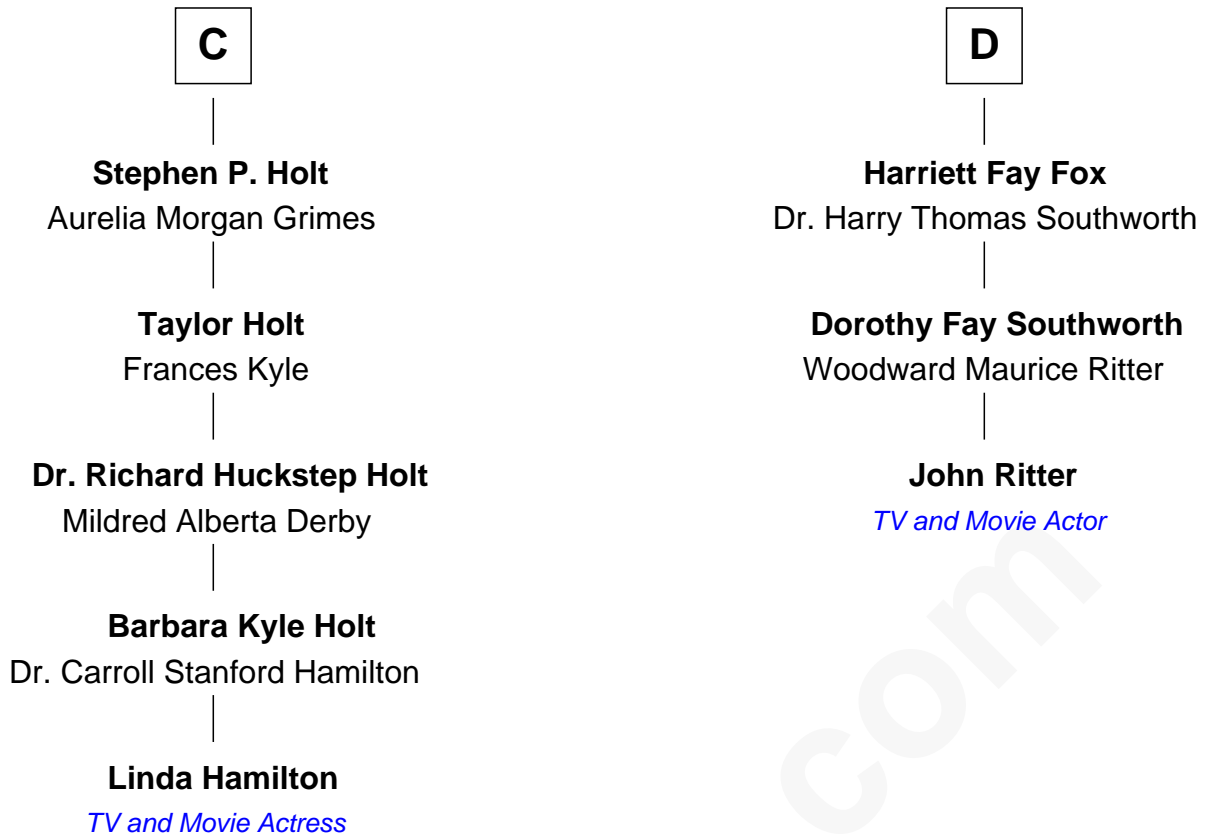 C
Stephen P. Holt
Aurelia Morgan Grimes
Taylor Holt
Frances Kyle
Dr. Richard Huckstep Holt
Mildred Alberta Derby
Barbara Kyle Holt
Dr. Carroll Stanford Hamilton
Linda Hamilton
TV and Movie Actress
D
Harriett Fay Fox
Dr. Harry Thomas Southworth
Dorothy Fay Southworth
Woodward Maurice Ritter
John Ritter
TV and Movie Actor
com